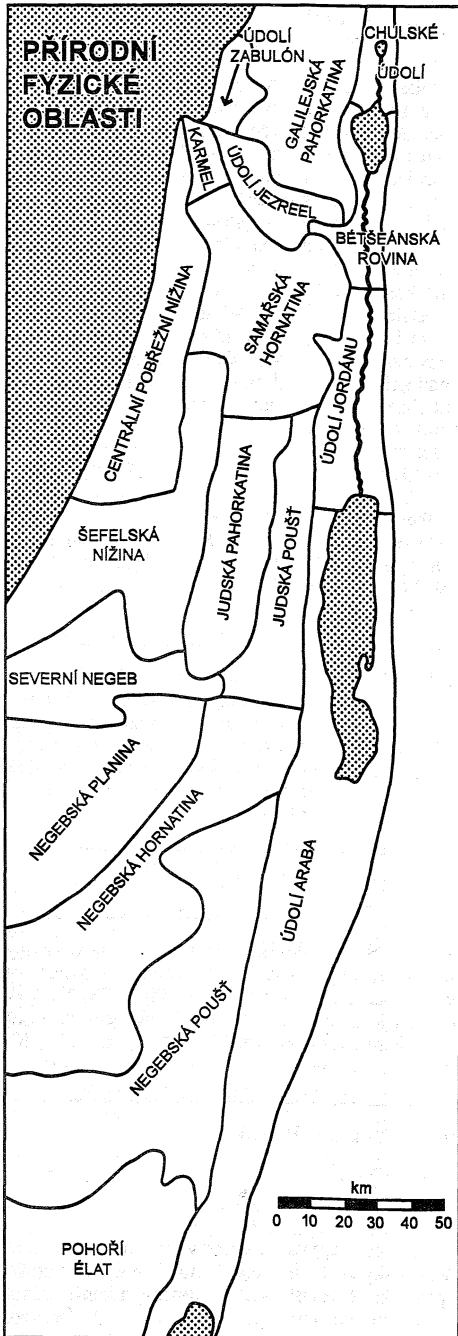 PŘÍRODNÍ
FYZICKÉ
OBLASTI
ÚDOLÍ
ZABULÓN
CHULSKÉ
ÚDOLÍ
GALILEJSKÁ
PAHORKATINA
KARMEL
ÚDOLÍ JEZREEL
BÉTŠEÁNSKÁ
ROVINA
CENTRÁLNÍ POBŘEŽNÍ NÍŽINA
SAMAŘSKÁ
HORNATINA
ÚDOLÍ JORDÁNU
ŠEFELSKÁ
NÍŽINA
JUDSKÁ PAHORKATINA
JUDSKÁ POUŠŤ
SEVERNÍ NEGEB
NEGEBSKÁ PLANINA
NEGEBSKÁ HORNATINA
ÚDOLÍ ARABA
NEGEBSKÁ POUŠŤ
POHOŘÍ
ÉLAT
km
0 10 20 30 40 50